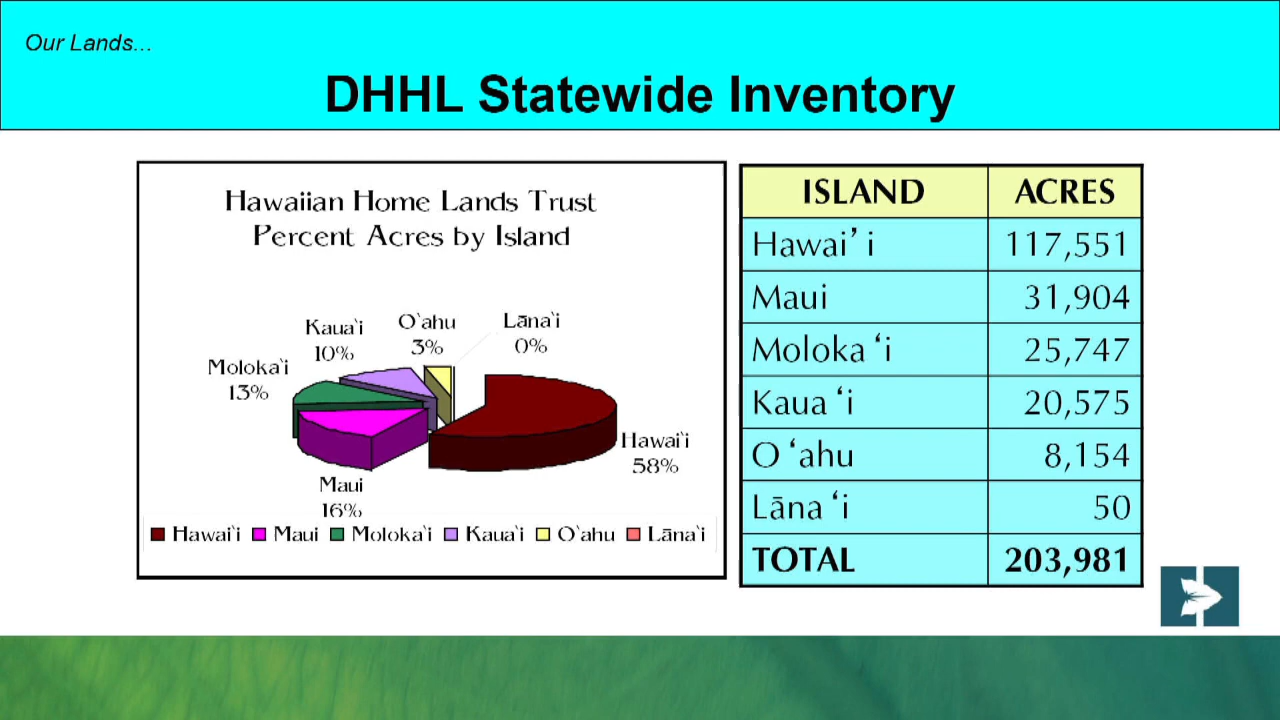 Our Lands...
DHHL Statewide Inventory
Hawaiian Home Lands Trust
Percent Acres by Island
Kaua`i
10%
O`ahu
3%
Lāna`i
0%
Moloka`i
13%
Hawai`i
58%
Maui
16%
Hawai`i Maui Moloka`i Kaua`i O`ahu Lāna`i
ISLAND ACRES
Hawai’ i 117,551
Maui 31,904
Moloka ‘i 25,747
Kaua ‘i 20,575
O ‘ahu 8,154
Lāna ‘i 50
TOTAL 203,981